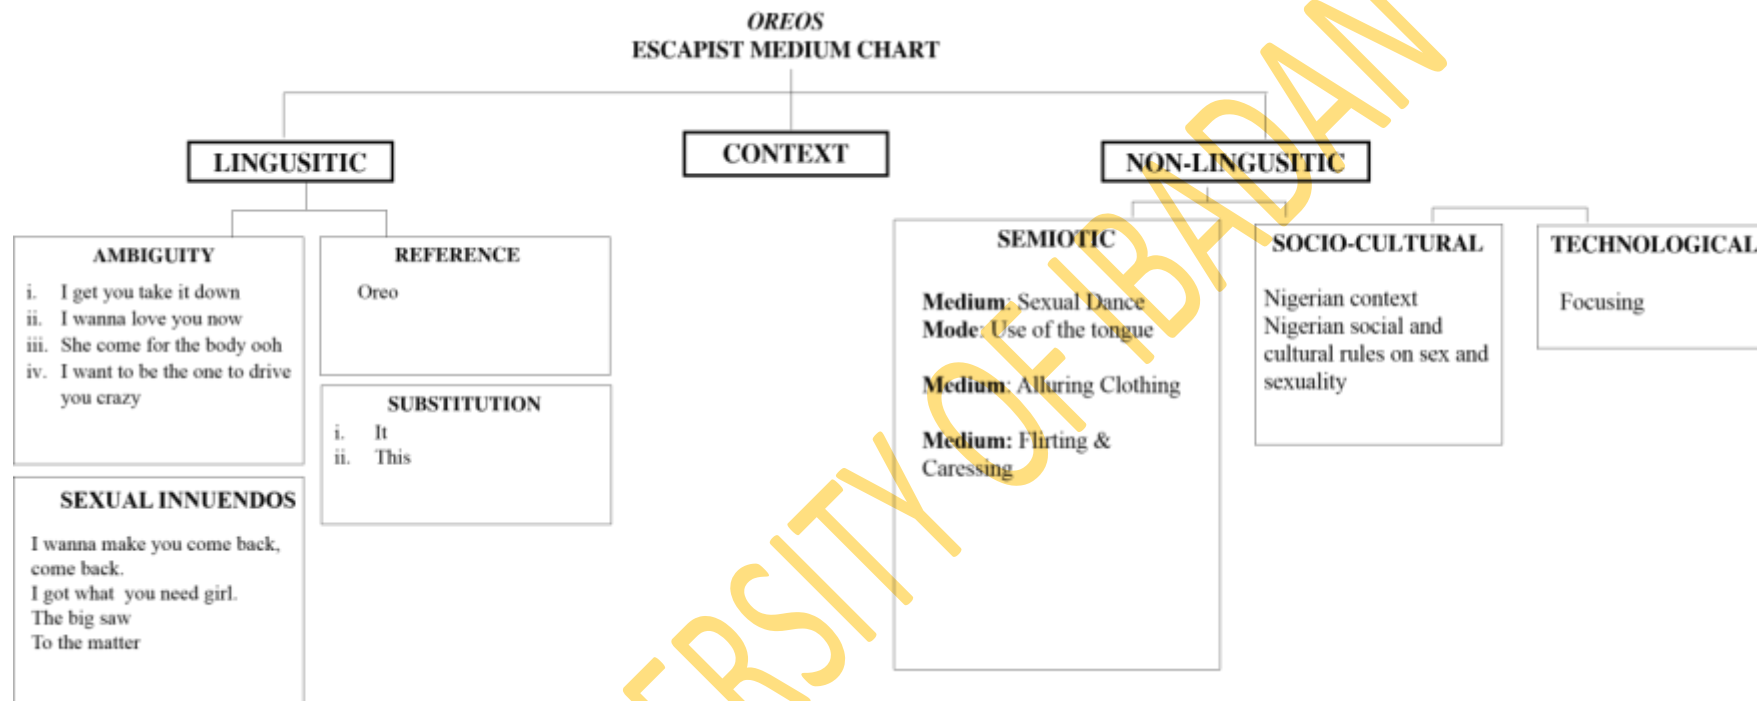 OREOS
ESCAPIST MEDIUM CHART
LINGUSITIC
CONTEXT
NON-LINGUSITIC
AMBIGUITY
i. I get you take it down
ii. I wanna love you now
iii. She come for the body ooh
iv. I want to be the one to drive
you crazy
REFERENCE
Oreo
SUBSTITUTION
i. It
ii. This
SEXUAL INNUENDOS
I wanna make you come back,
come back.
I got what you need girl.
The big saw
To the matter
SEMIOTIC
Medium: Sexual Dance
Mode: Use of the tongue
Medium: Alluring Clothing
Medium: Flirting &
Caressing
SOCIO-CULTURAL
Nigerian context
Nigerian social and
cultural rules on sex and
sexuality
TECHNOLOGICAL
Focusing
ERSITY OF IBADAN